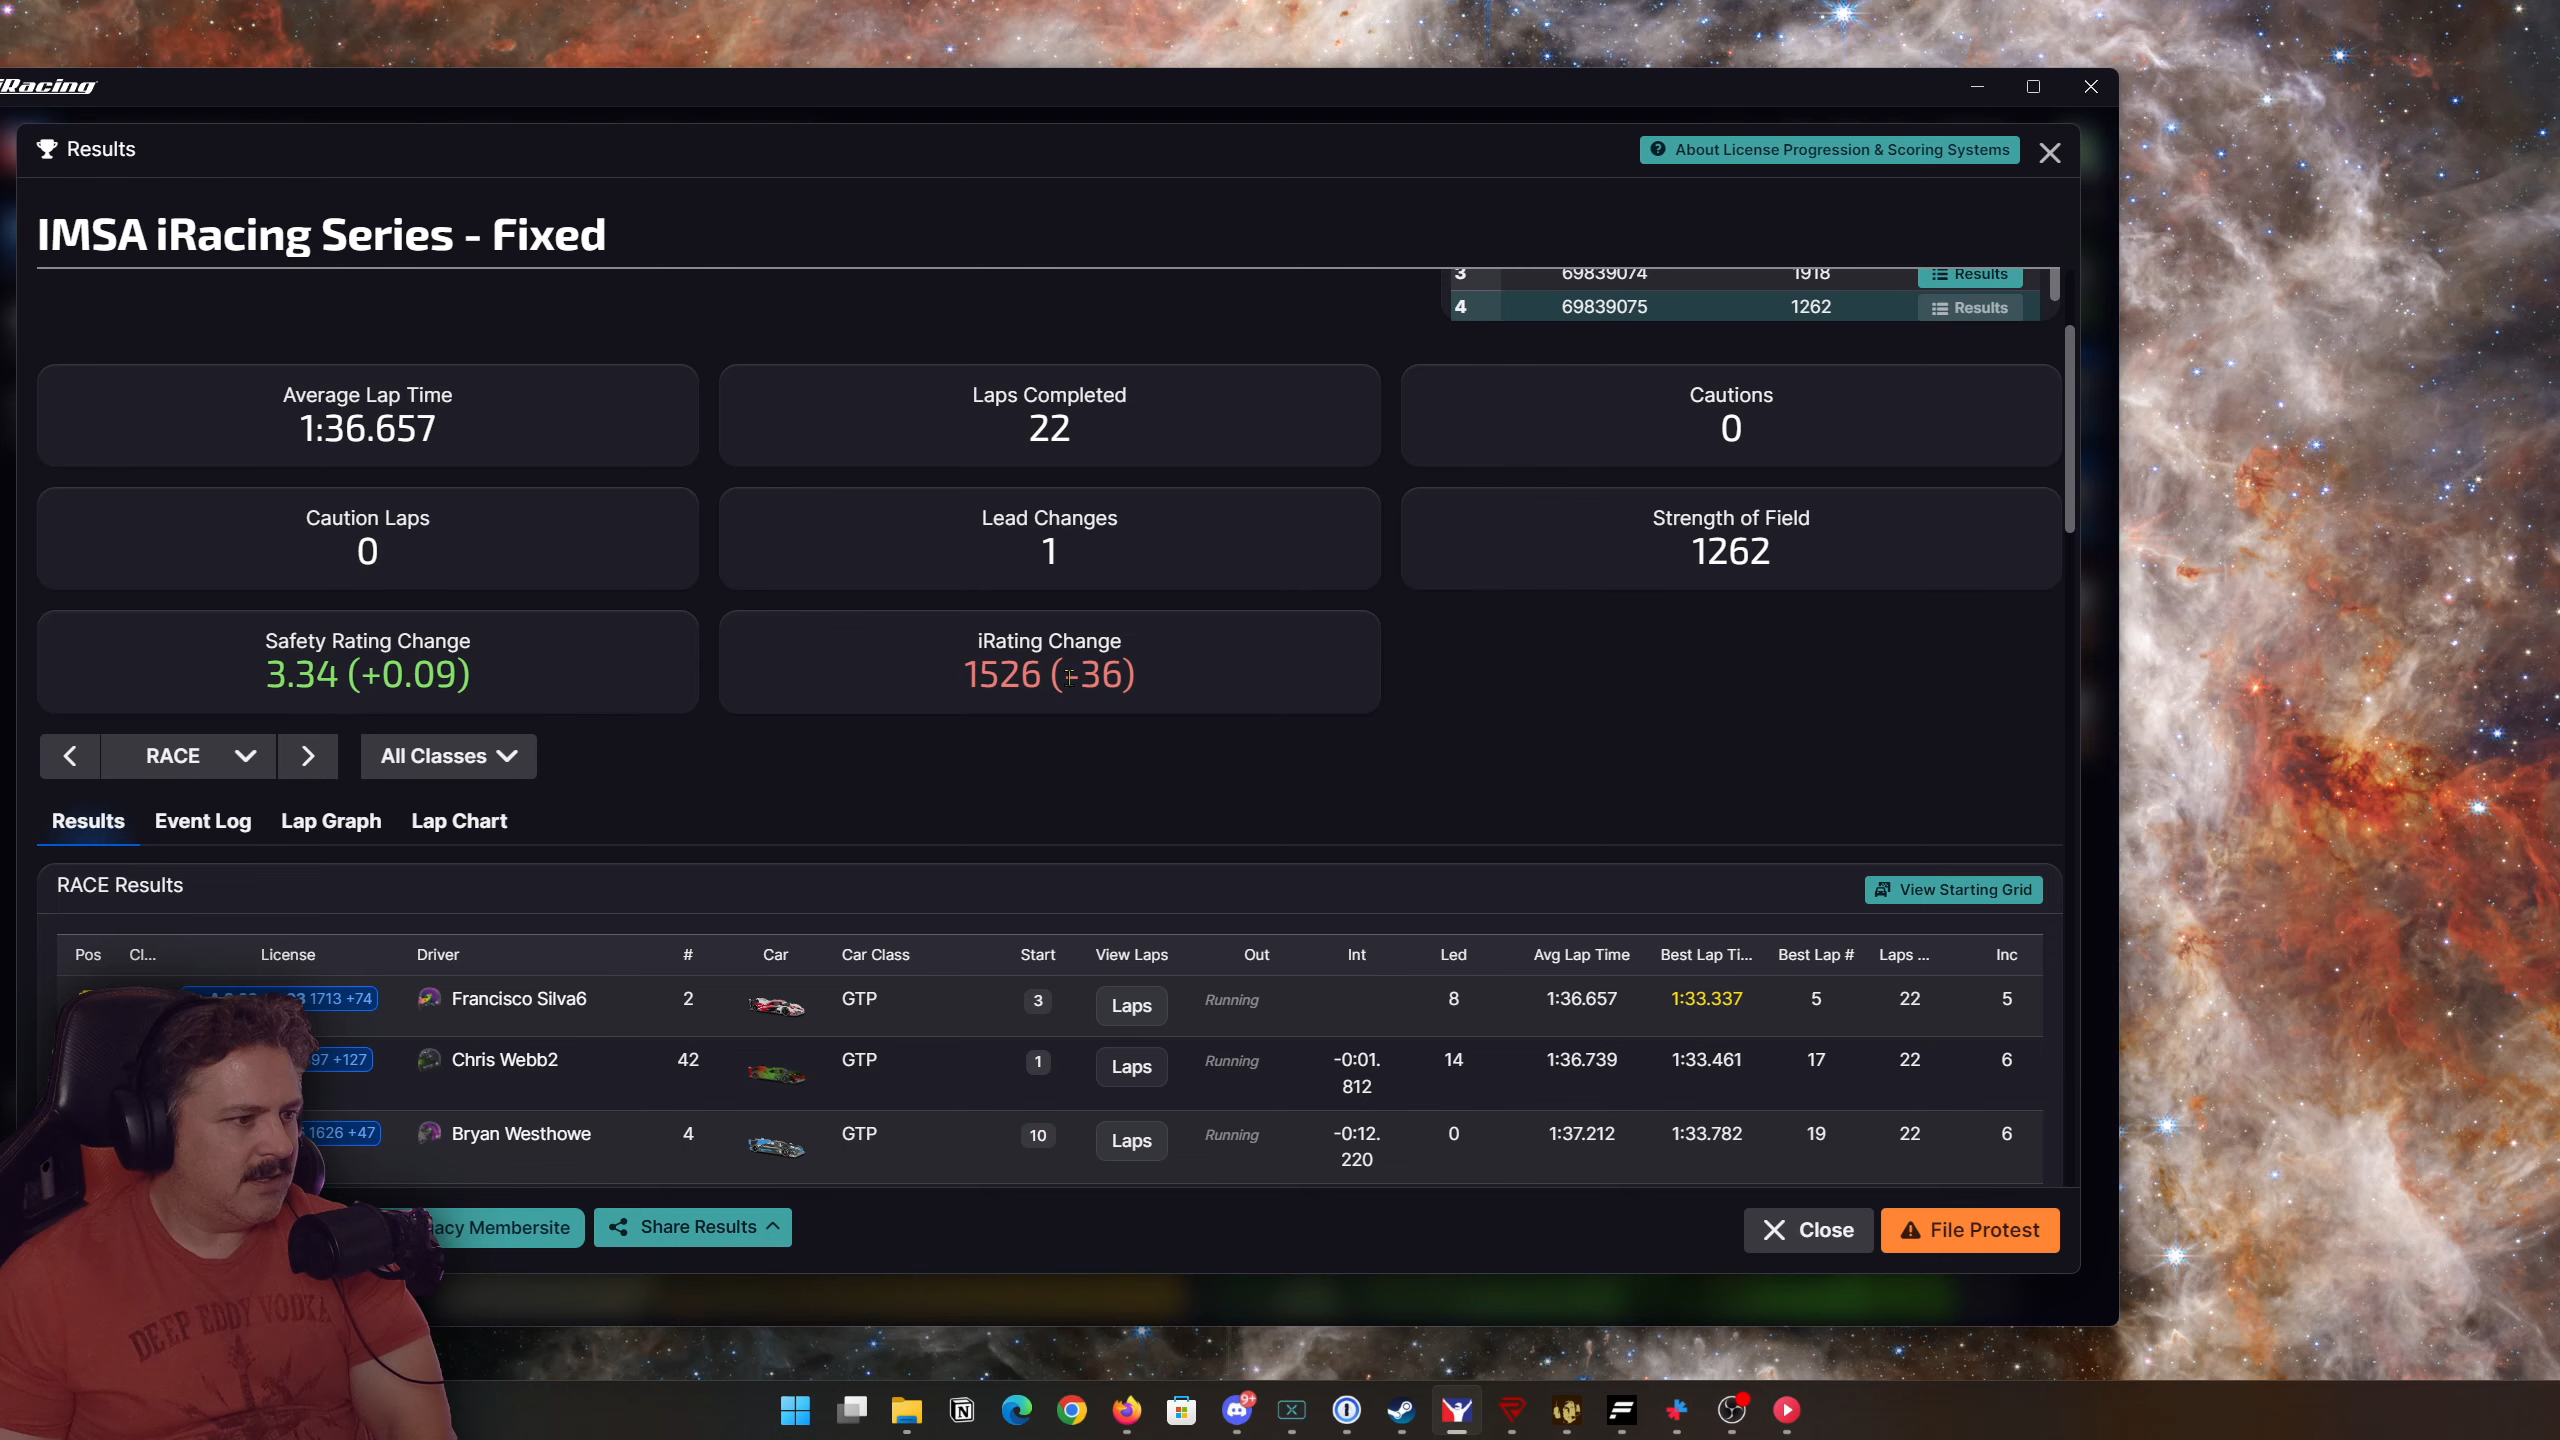 iRacing
Results
About License Progression & Scoring Systems
IMSA iRacing Series - Fixed
3 69839074 1918 Results
4 69839075 1262 Results
Average Lap Time
1:36.657
Laps Completed
22
Cautions
0
Caution Laps
0
Lead Changes
1
Strength of Field
1262
Safety Rating Change
3.34 (+0.09)
iRating Change
1526 (-36)
RACE
All Classes
Results Event Log Lap Graph Lap Chart
RACE Results
View Starting Grid
Pos Cl... License Driver # Car Car Class Start View Laps Out Int Led Avg Lap Time Best Lap Ti... Best Lap # Laps ... Inc
1713 +74 Francisco Silva6 2 GTP 3 Laps Running 8 1:36.657 1:33.337 5 22 5
97 +127 Chris Webb2 42 GTP 1 Laps Running -0:01. 14 1:36.739 1:33.461 17 22 6
812
1626 +47 Bryan Westhowe 4 GTP 10 Laps Running -0:12. 0 1:37.212 1:33.782 19 22 6
220
acy Membersite
Share Results
Close
File Protest
DEEP EDDY VODKA
9+